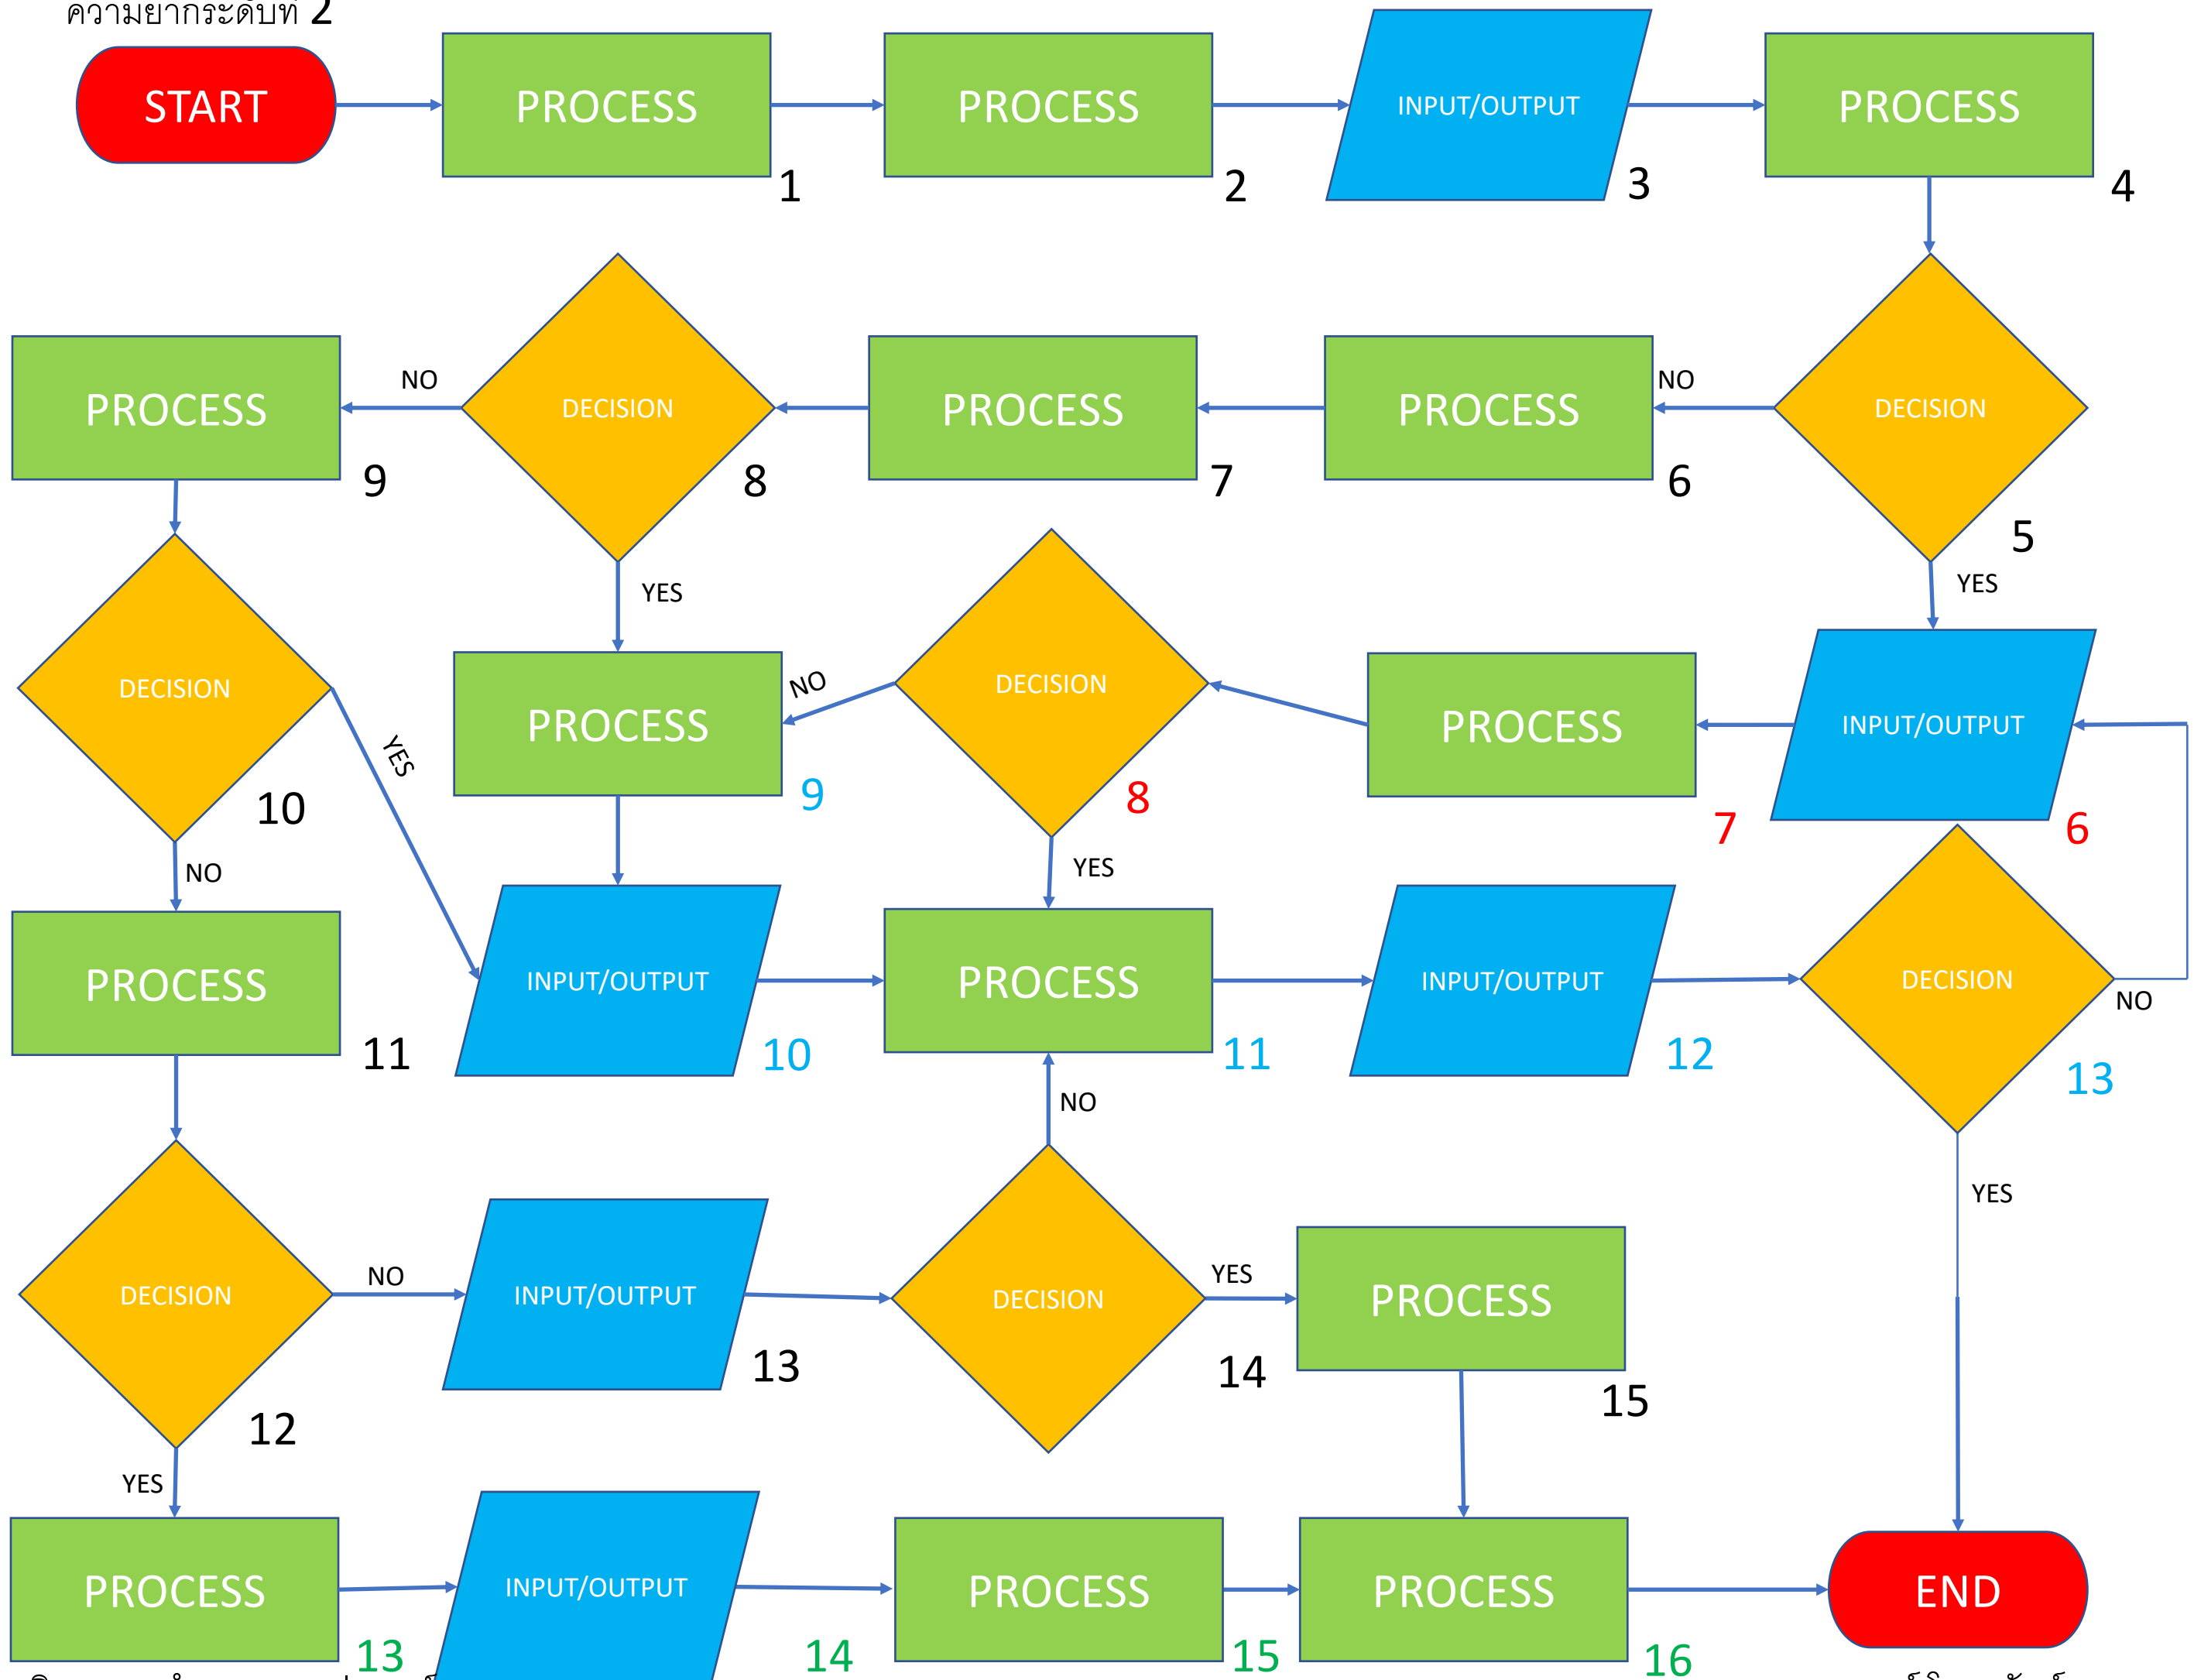 ความยากระดับที่ 2
START
PROCESS
1
PROCESS
2
INPUT/OUTPUT
3
PROCESS
4
PROCESS
9
NO
DECISION
8
PROCESS
7
PROCESS
6
NO
DECISION
5
YES
YES
DECISION
10
YES
NO
PROCESS
9
NO
DECISION
8
YES
PROCESS
7
INPUT/OUTPUT
6
PROCESS
11
INPUT/OUTPUT
10
PROCESS
11
INPUT/OUTPUT
12
DECISION
13
NO
YES
NO
DECISION
12
NO
YES
INPUT/OUTPUT
13
DECISION
14
YES
PROCESS
15
PROCESS
13
INPUT/OUTPUT
14
PROCESS
15
PROCESS
16
END